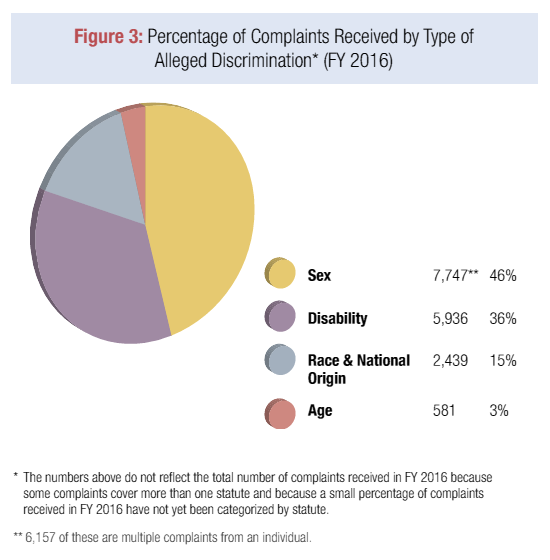 Figure 3: Percentage of Complaints Received by Type of
Alleged Discrimination* (FY 2016)
Sex 7,747** 46%
Disability 5,936 36%
Race & National 2,439 15%
Origin
Age 581 3%
* The numbers above do not reflect the total number of complaints received in FY 2016 because
some complaints cover more than one statute and because a small percentage of complaints
received in FY 2016 have not yet been categorized by statute.
** 6,157 of these are multiple complaints from an individual.